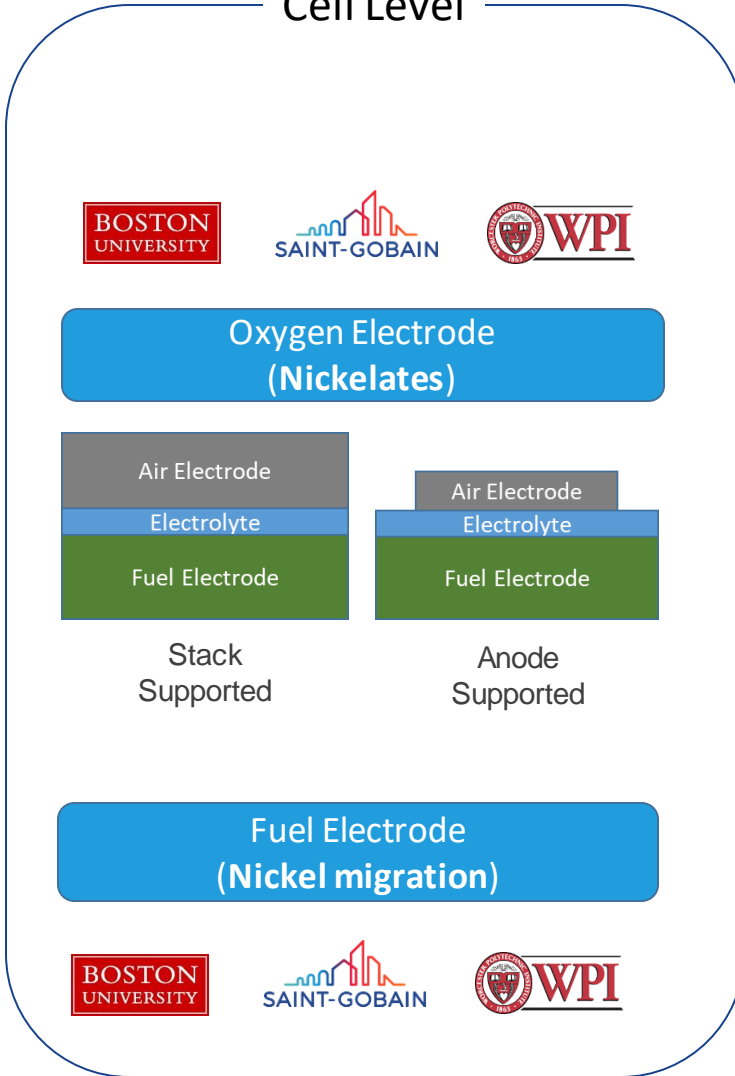 Cell Level
BOSTON
UNIVERSITY
SAINT-GOBAIN
WPI
Oxygen Electrode
(Nickelates)
Air Electrode
Electrolyte
Fuel Electrode
Stack
Supported
Air Electrode
Electrolyte
Fuel Electrode
Anode
Supported
Fuel Electrode
(Nickel migration)
BOSTON
UNIVERSITY
SAINT-GOBAIN
WPI